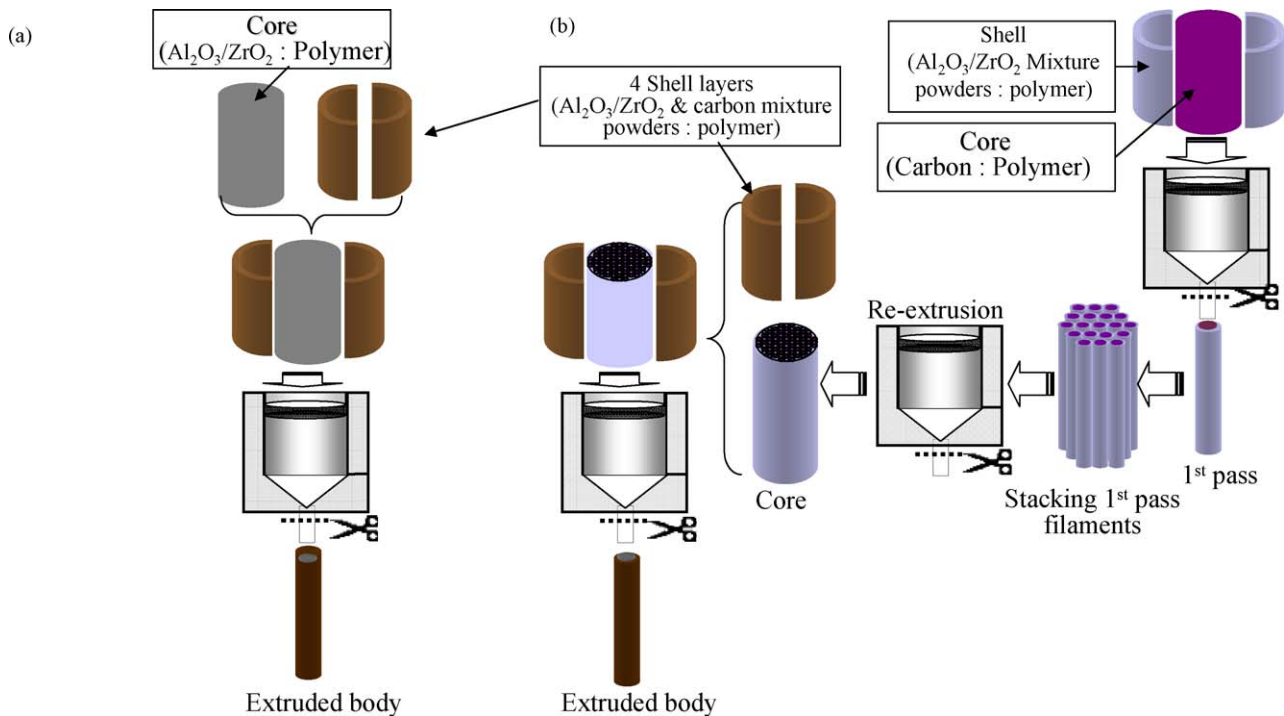 (a)
Core
(Al₂O₃/ZrO₂ : Polymer)
Extruded body
(b)
4 Shell layers
(Al₂O₃/ZrO₂ & carbon mixture
powders : polymer)
Shell
(Al₂O₃/ZrO₂ Mixture
powders : polymer)
Core
(Carbon : Polymer)
1ˢᵗ pass
Stacking 1ˢᵗ pass
filaments
Re-extrusion
Core
Extruded body